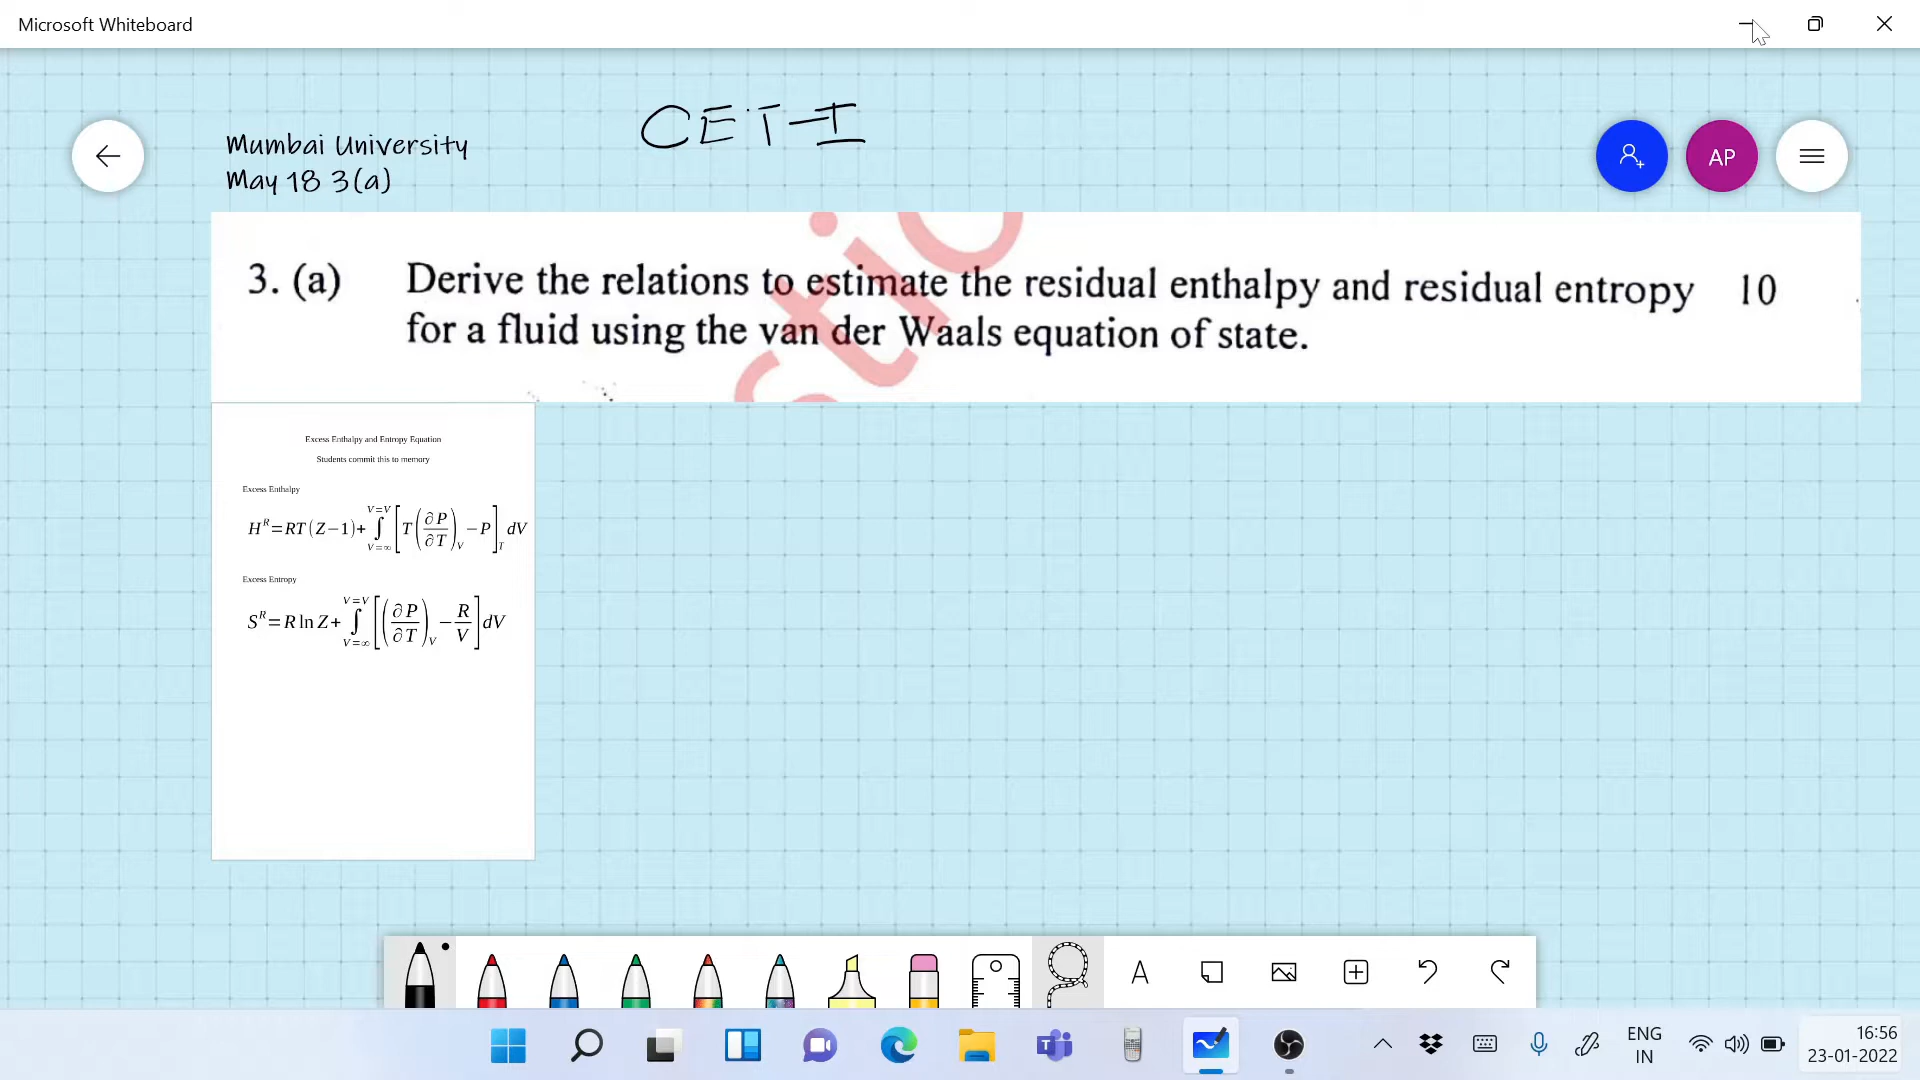 Microsoft Whiteboard
CET-I
Mumbai University
May 18 3(a)
AP
3. (a) Derive the relations to estimate the residual enthalpy and residual entropy 10
for a fluid using the van der Waals equation of state.
stio
Excess Enthalpy and Entropy Equation
Students commit this to memory
Excess Enthalpy
H^R=RT(Z−1)+∫_{V=∞}^{V=V}[T(∂P/∂T)_V−P]_T dV
Excess Entropy
S^R=R ln Z+∫_{V=∞}^{V=V}[(∂P/∂T)_V−R/V]dV
A
T
ENG
IN
16:56
23-01-2022